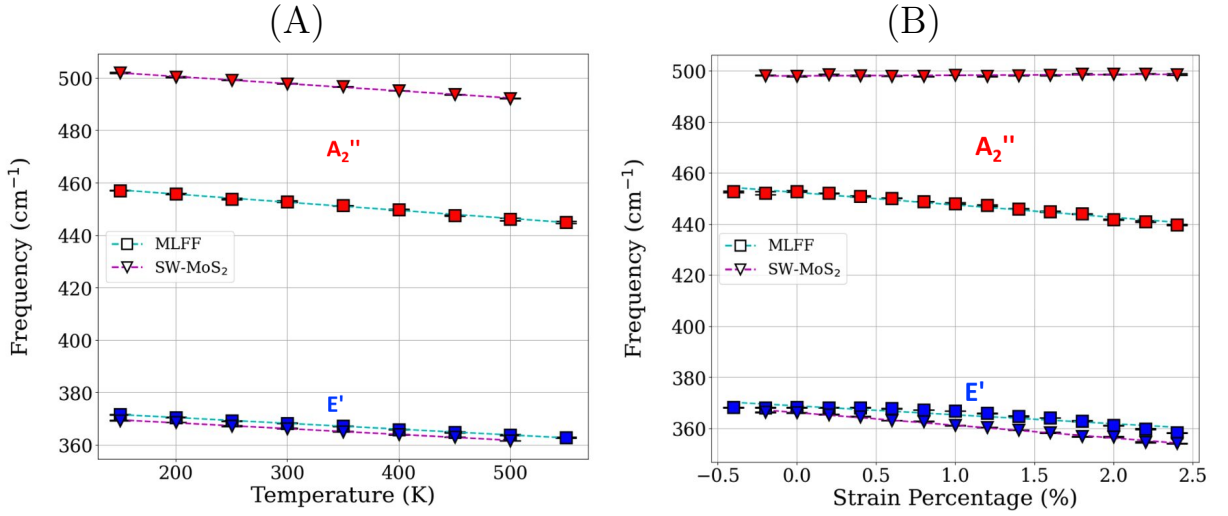 (A)
500
480
460
440
420
400
380
360
200
300
400
500
Frequency (cm⁻¹)
Temperature (K)
A₂''
MLFF
SW-MoS₂
E'
(B)
500
480
460
440
420
400
380
360
−0.5
0.0
0.5
1.0
1.5
2.0
2.5
Frequency (cm⁻¹)
Strain Percentage (%)
A₂''
MLFF
SW-MoS₂
E'